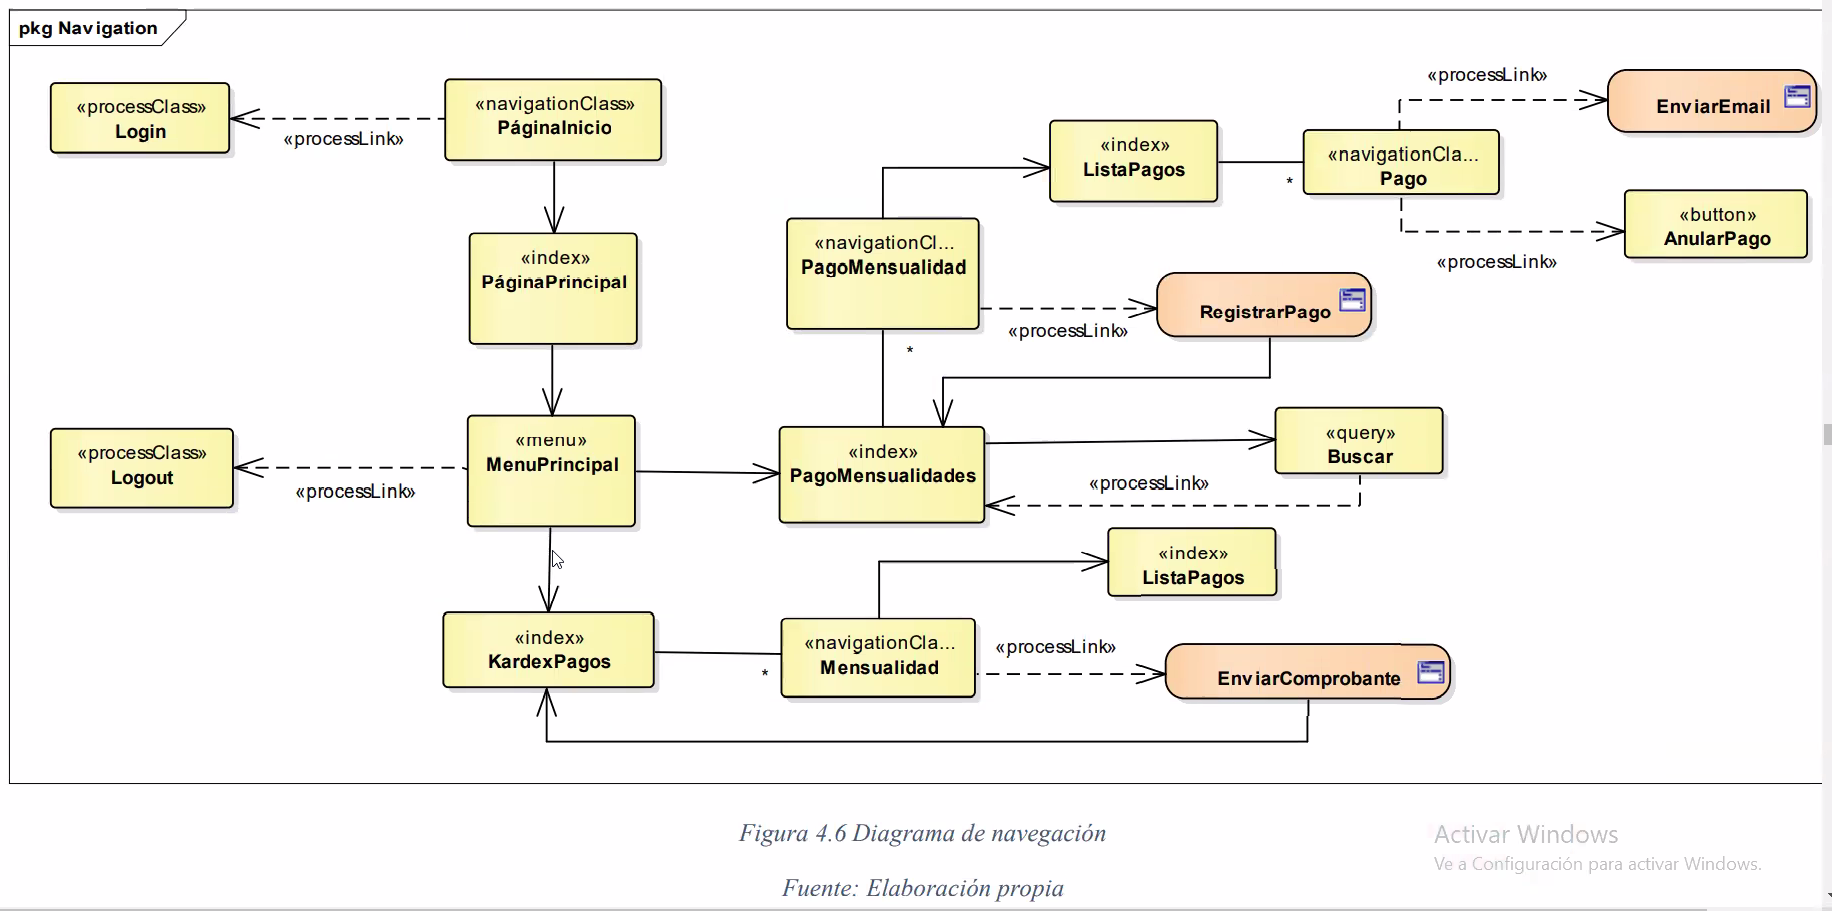 pkg Navigation
«processClass»
Login
«processLink»
«navigationClass»
PáginaInicio
«index»
PáginaPrincipal
«processClass»
Logout
«processLink»
«menu»
MenuPrincipal
«index»
KardexPagos
«navigationCl...
PagoMensualidad
*
«index»
PagoMensualidades
«index»
ListaPagos
*
«navigationCla...
Pago
«processLink»
EnviarEmail
«button»
AnularPago
«processLink»
«processLink»
RegistrarPago
«query»
Buscar
«processLink»
«index»
ListaPagos
*
«navigationCla...
Mensualidad
«processLink»
EnviarComprobante
Figura 4.6 Diagrama de navegación
Fuente: Elaboración propia
Activar Windows
Ve a Configuración para activar Windows.